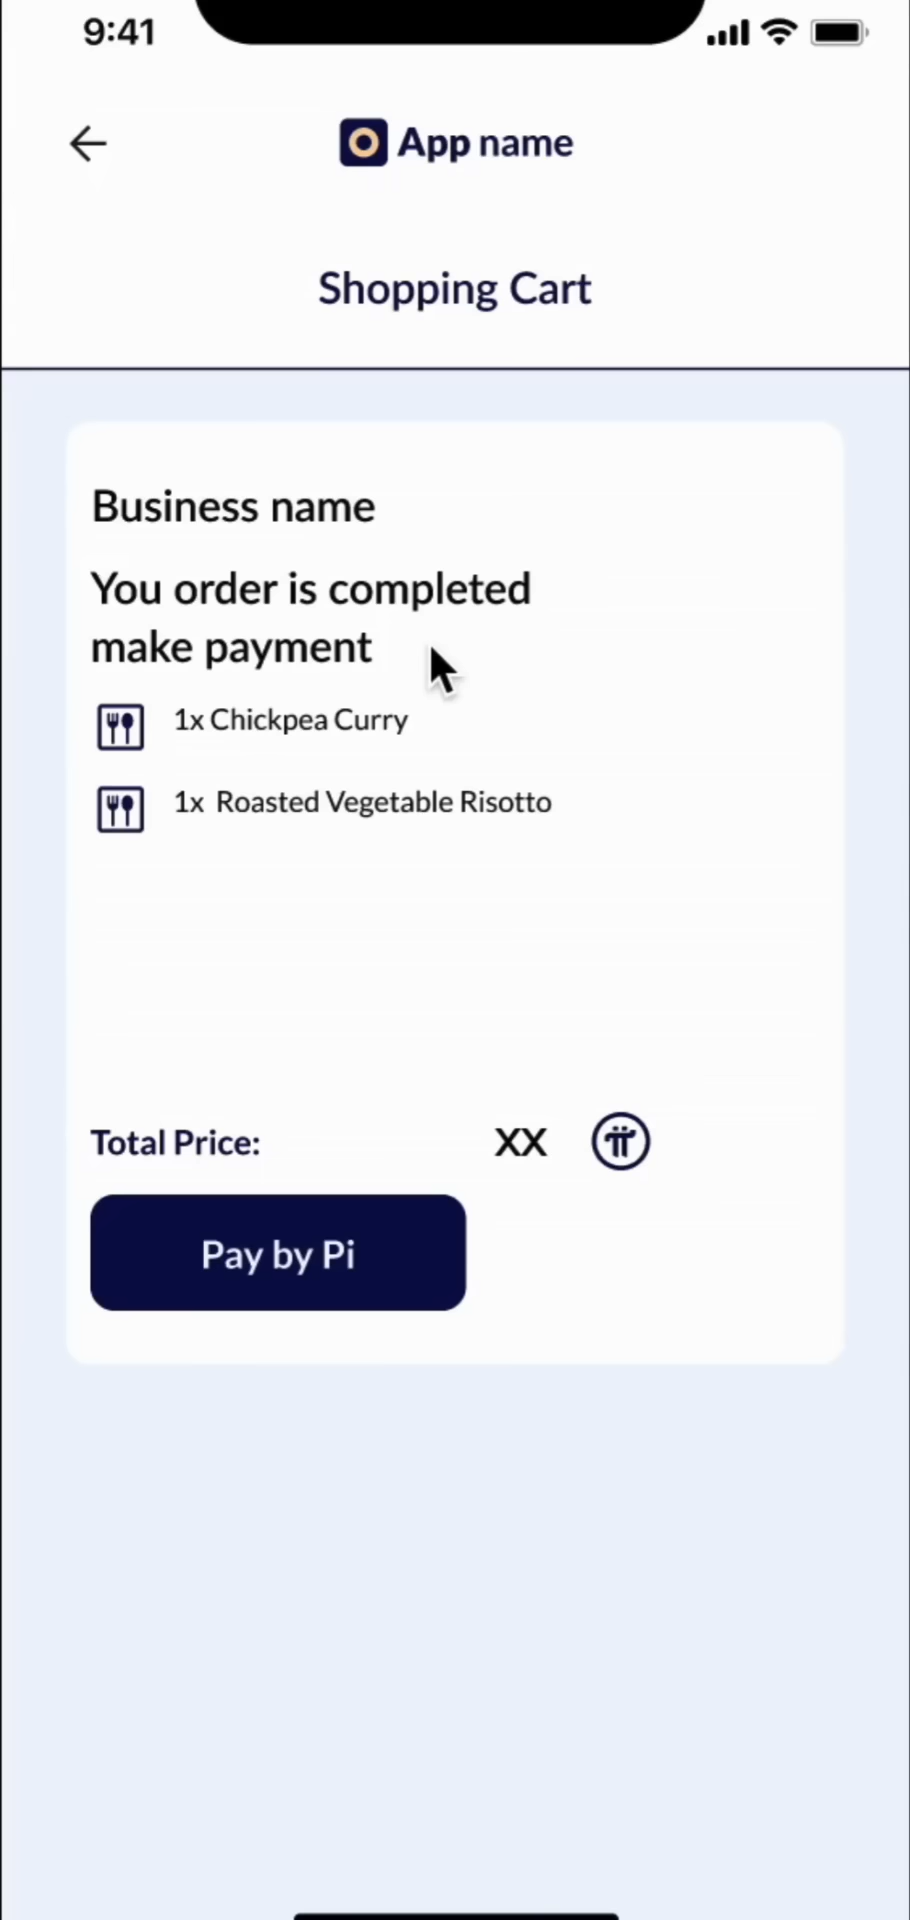 9:41
App name
Shopping Cart
Business name
You order is completed
make payment
1x Chickpea Curry
1x Roasted Vegetable Risotto
Total Price: XX
Pay by Pi